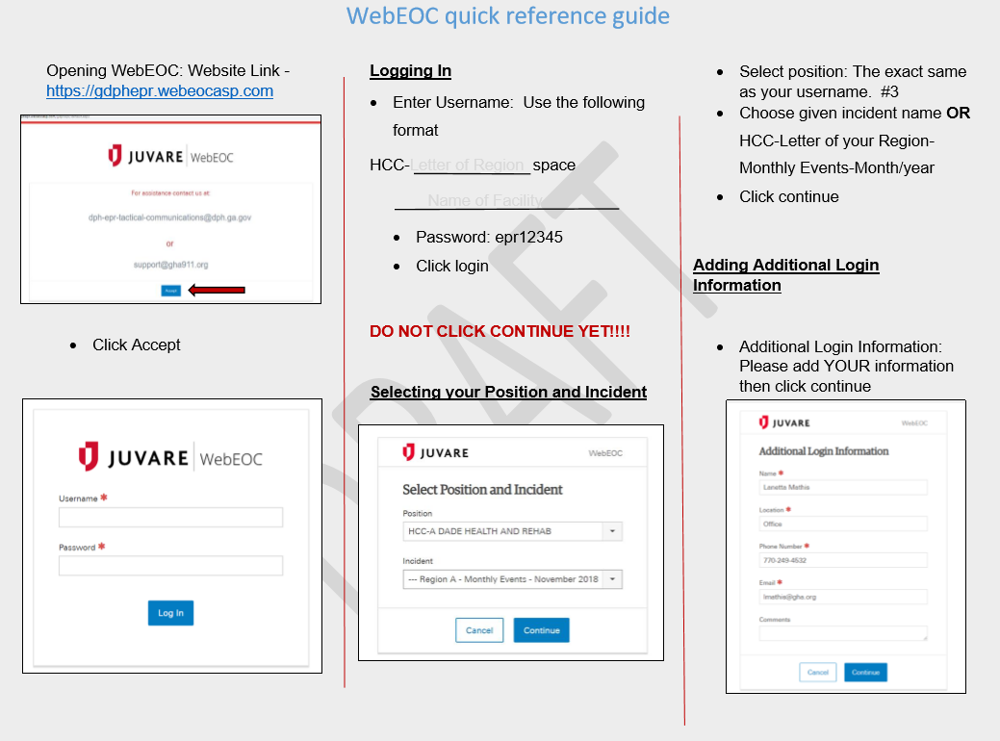 WebEOC quick reference guide
Opening WebEOC: Website Link -
https://gdphepr.webeocasp.com
JUVARE WebEOC
For assistance contact us at:
dph-epr-tactical-communications@dph.ga.gov
or
support@gha911.org
Accept
• Click Accept
JUVARE WebEOC
Username *
Password *
Log In
Logging In
• Enter Username: Use the following
format
HCC-Letter of Region space
Name of Facility
• Password: epr12345
• Click login
DO NOT CLICK CONTINUE YET!!!!
Selecting your Position and Incident
JUVARE WebEOC
Select Position and Incident
Position
HCC-A DADE HEALTH AND REHAB
Incident
--- Region A - Monthly Events - November 2018
Cancel Continue
• Select position: The exact same
as your username. #3
• Choose given incident name OR
HCC-Letter of your Region-
Monthly Events-Month/year
• Click continue
Adding Additional Login
Information
• Additional Login Information:
Please add YOUR information
then click continue
JUVARE WebEOC
Additional Login Information
Name *
Lanetta Mathis
Location *
Office
Phone Number *
770-249-4532
Email *
lmathis@gha.org
Comments
Cancel Continue
DRAFT